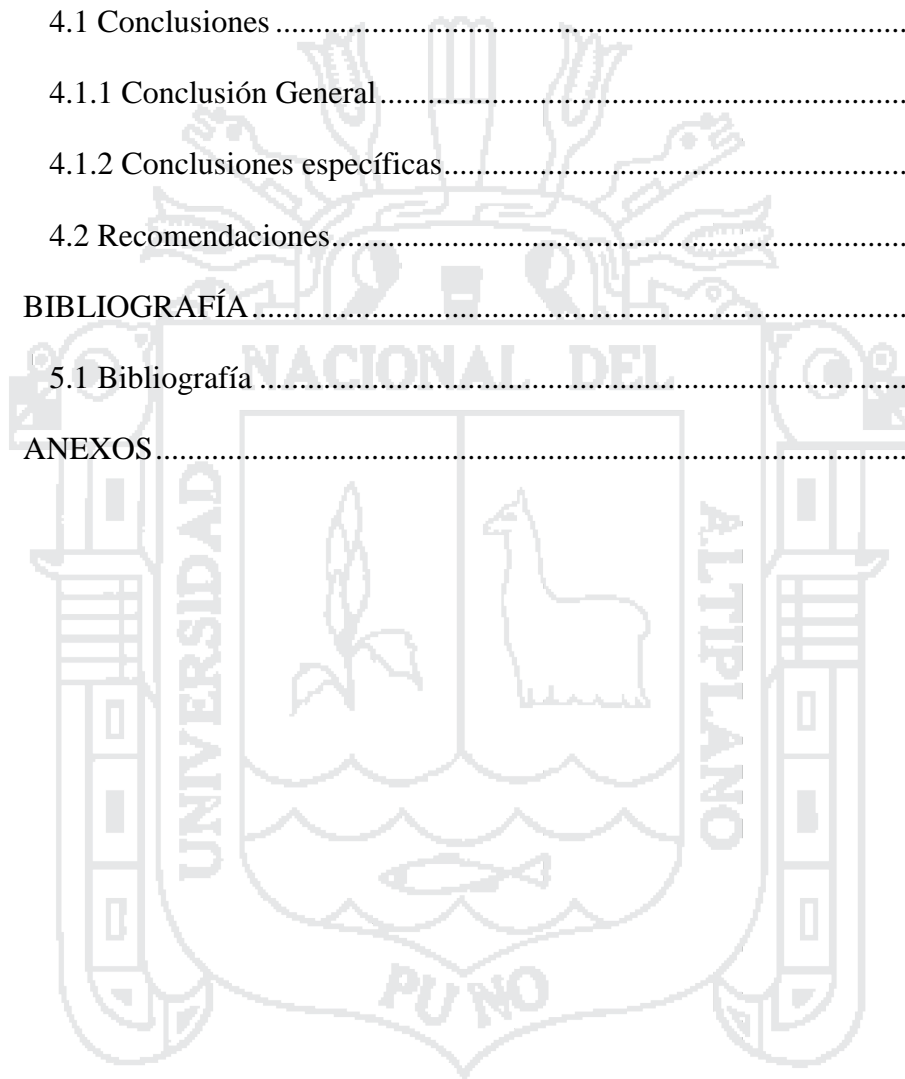 4.1 Conclusiones ........................................................................................
4.1.1 Conclusión General ..........................................................................
4.1.2 Conclusiones específicas...................................................................
4.2 Recomendaciones................................................................................
BIBLIOGRAFÍA..........................................................................................
5.1 Bibliografía .........................................................................................
ANEXOS.....................................................................................................
NACIONAL DEL
UNIVERSIDAD
ALTIPLANO
PUNO